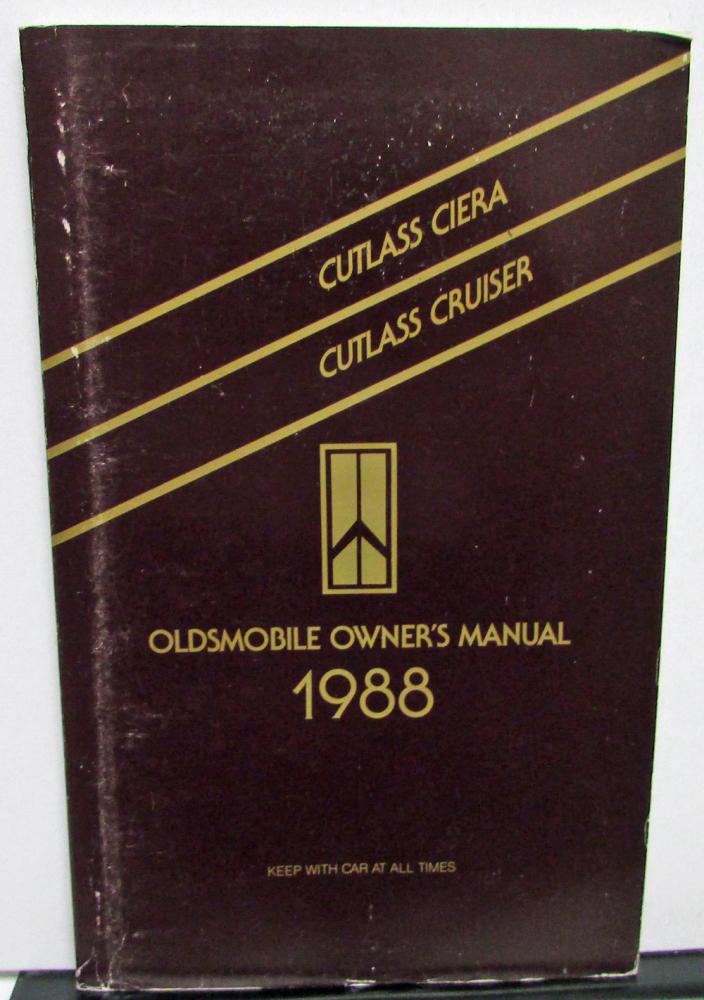 CUTLASS CIERA
CUTLASS CRUISER
OLDSMOBILE OWNER'S MANUAL
1988
KEEP WITH CAR AT ALL TIMES